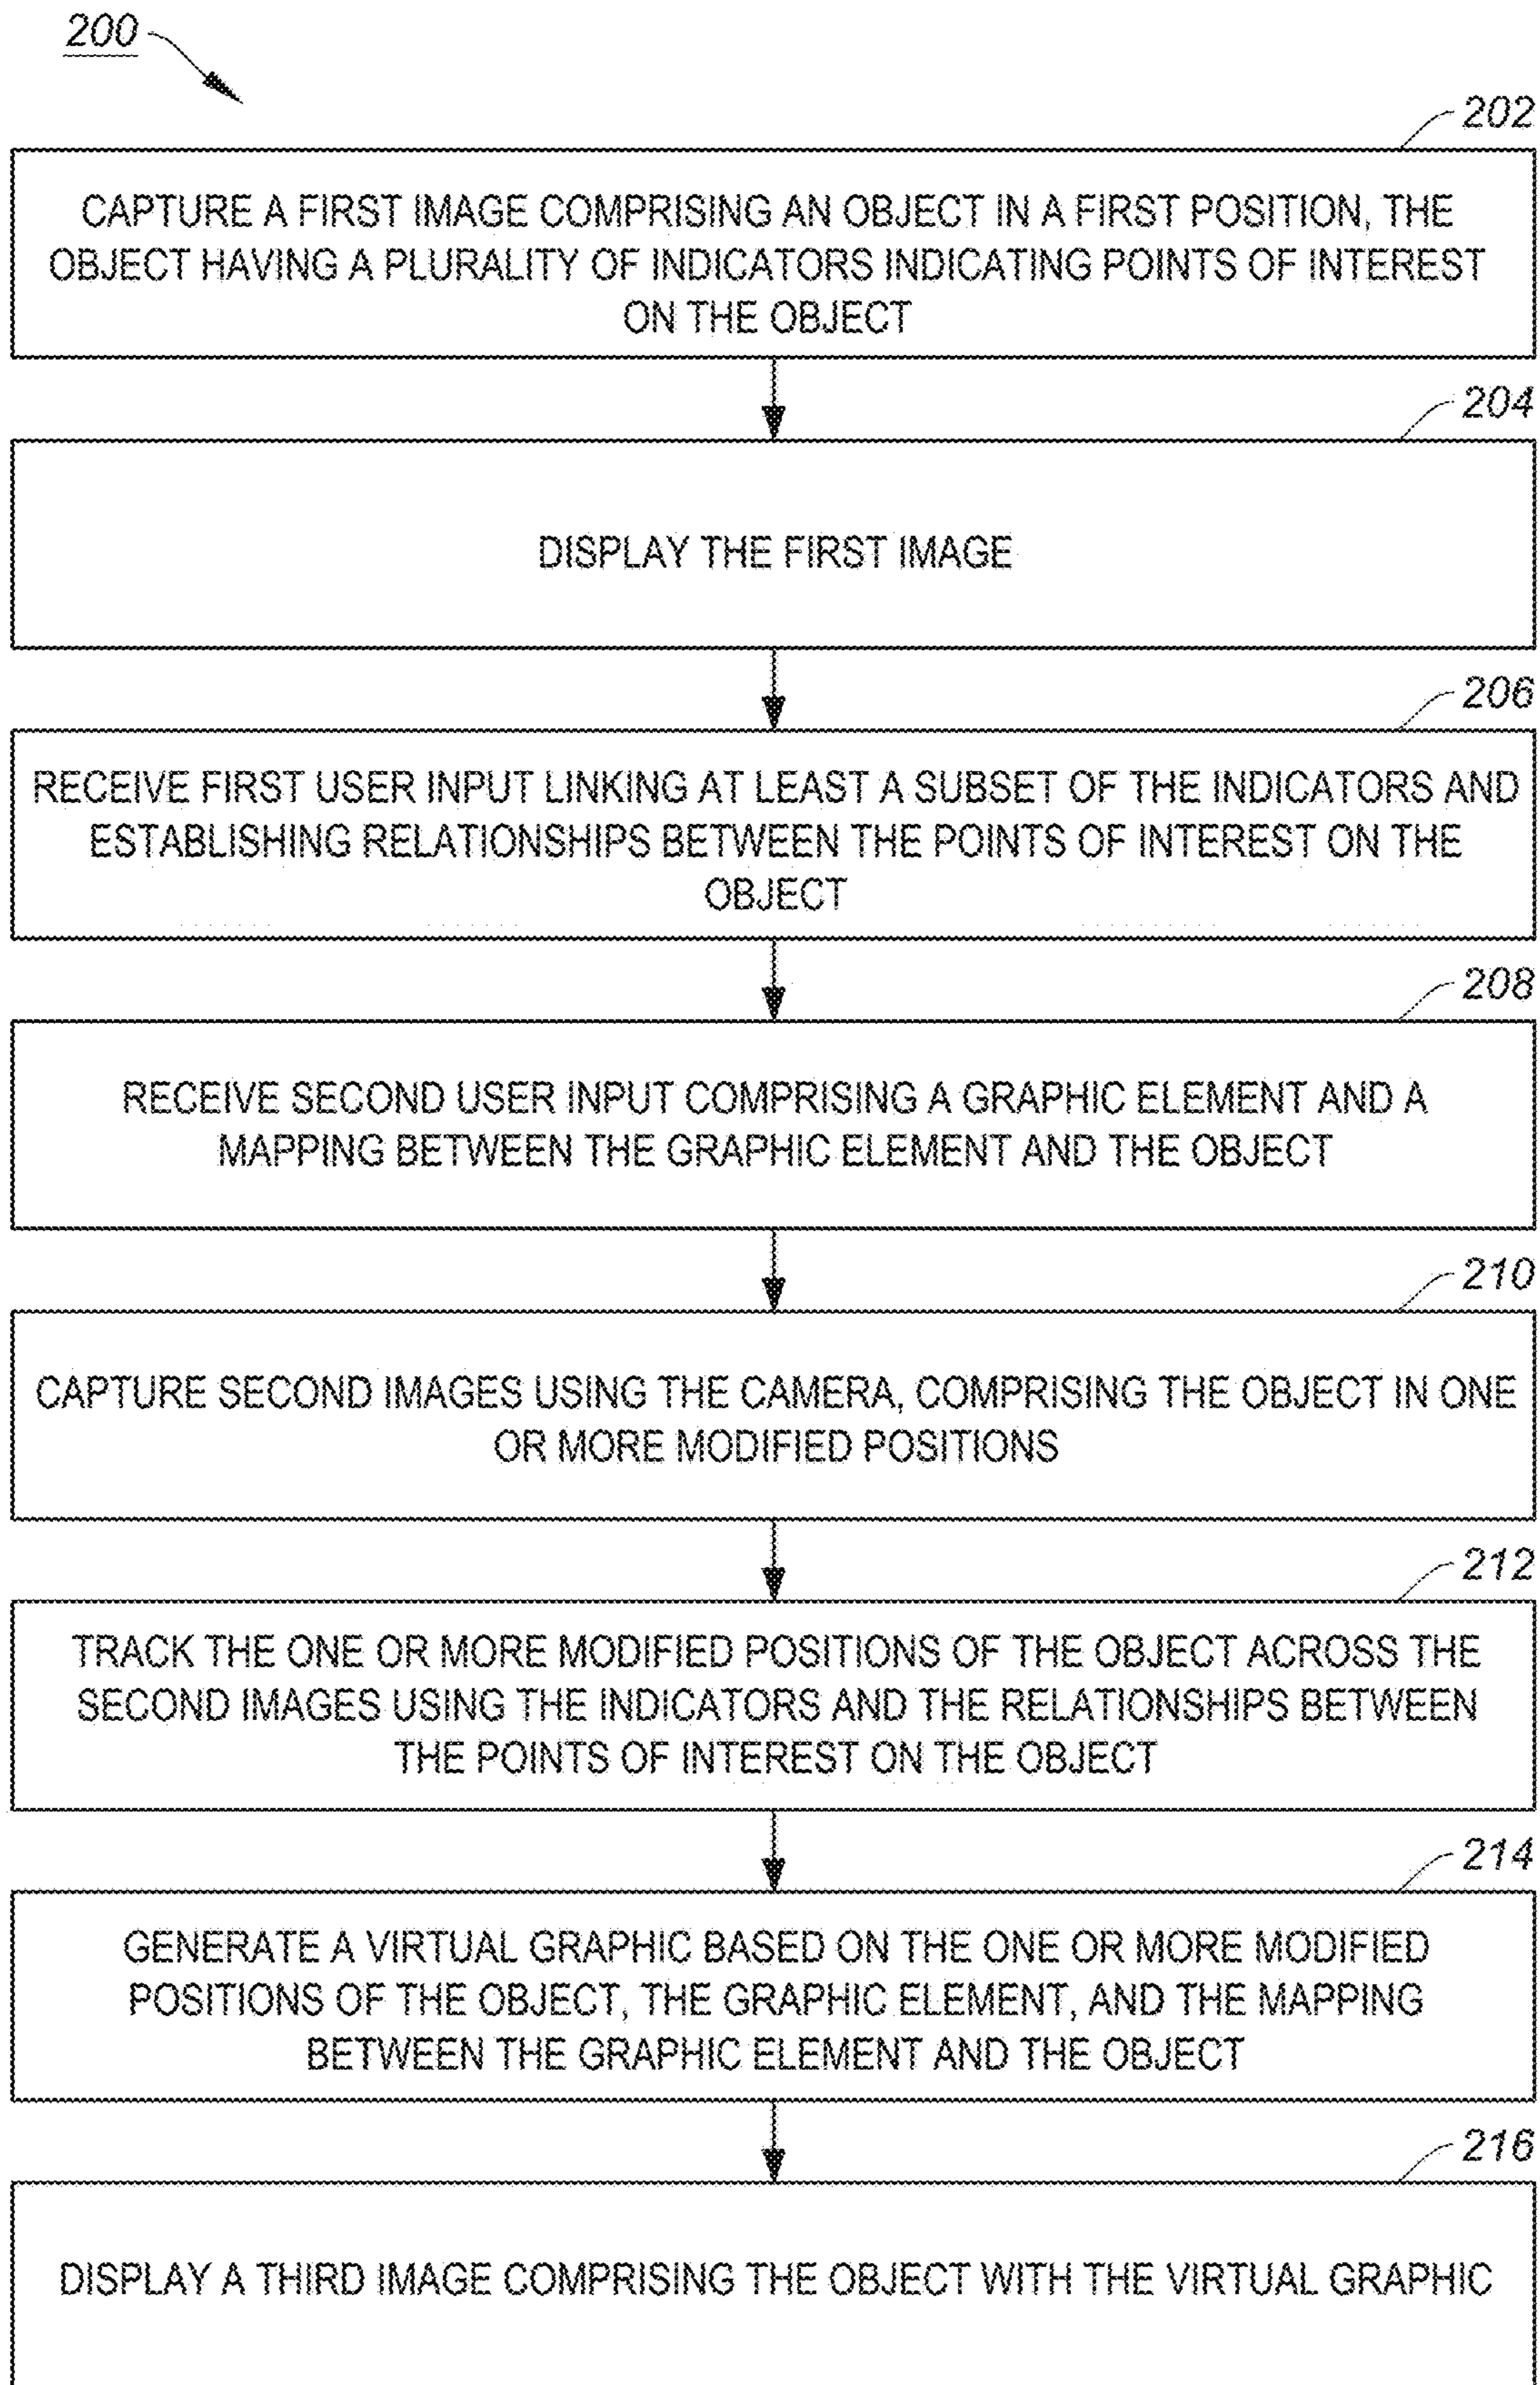 200
202
CAPTURE A FIRST IMAGE COMPRISING AN OBJECT IN A FIRST POSITION, THE
OBJECT HAVING A PLURALITY OF INDICATORS INDICATING POINTS OF INTEREST
ON THE OBJECT
204
DISPLAY THE FIRST IMAGE
206
RECEIVE FIRST USER INPUT LINKING AT LEAST A SUBSET OF THE INDICATORS AND
ESTABLISHING RELATIONSHIPS BETWEEN THE POINTS OF INTEREST ON THE
OBJECT
208
RECEIVE SECOND USER INPUT COMPRISING A GRAPHIC ELEMENT AND A
MAPPING BETWEEN THE GRAPHIC ELEMENT AND THE OBJECT
210
CAPTURE SECOND IMAGES USING THE CAMERA, COMPRISING THE OBJECT IN ONE
OR MORE MODIFIED POSITIONS
212
TRACK THE ONE OR MORE MODIFIED POSITIONS OF THE OBJECT ACROSS THE
SECOND IMAGES USING THE INDICATORS AND THE RELATIONSHIPS BETWEEN
THE POINTS OF INTEREST ON THE OBJECT
214
GENERATE A VIRTUAL GRAPHIC BASED ON THE ONE OR MORE MODIFIED
POSITIONS OF THE OBJECT, THE GRAPHIC ELEMENT, AND THE MAPPING
BETWEEN THE GRAPHIC ELEMENT AND THE OBJECT
216
DISPLAY A THIRD IMAGE COMPRISING THE OBJECT WITH THE VIRTUAL GRAPHIC